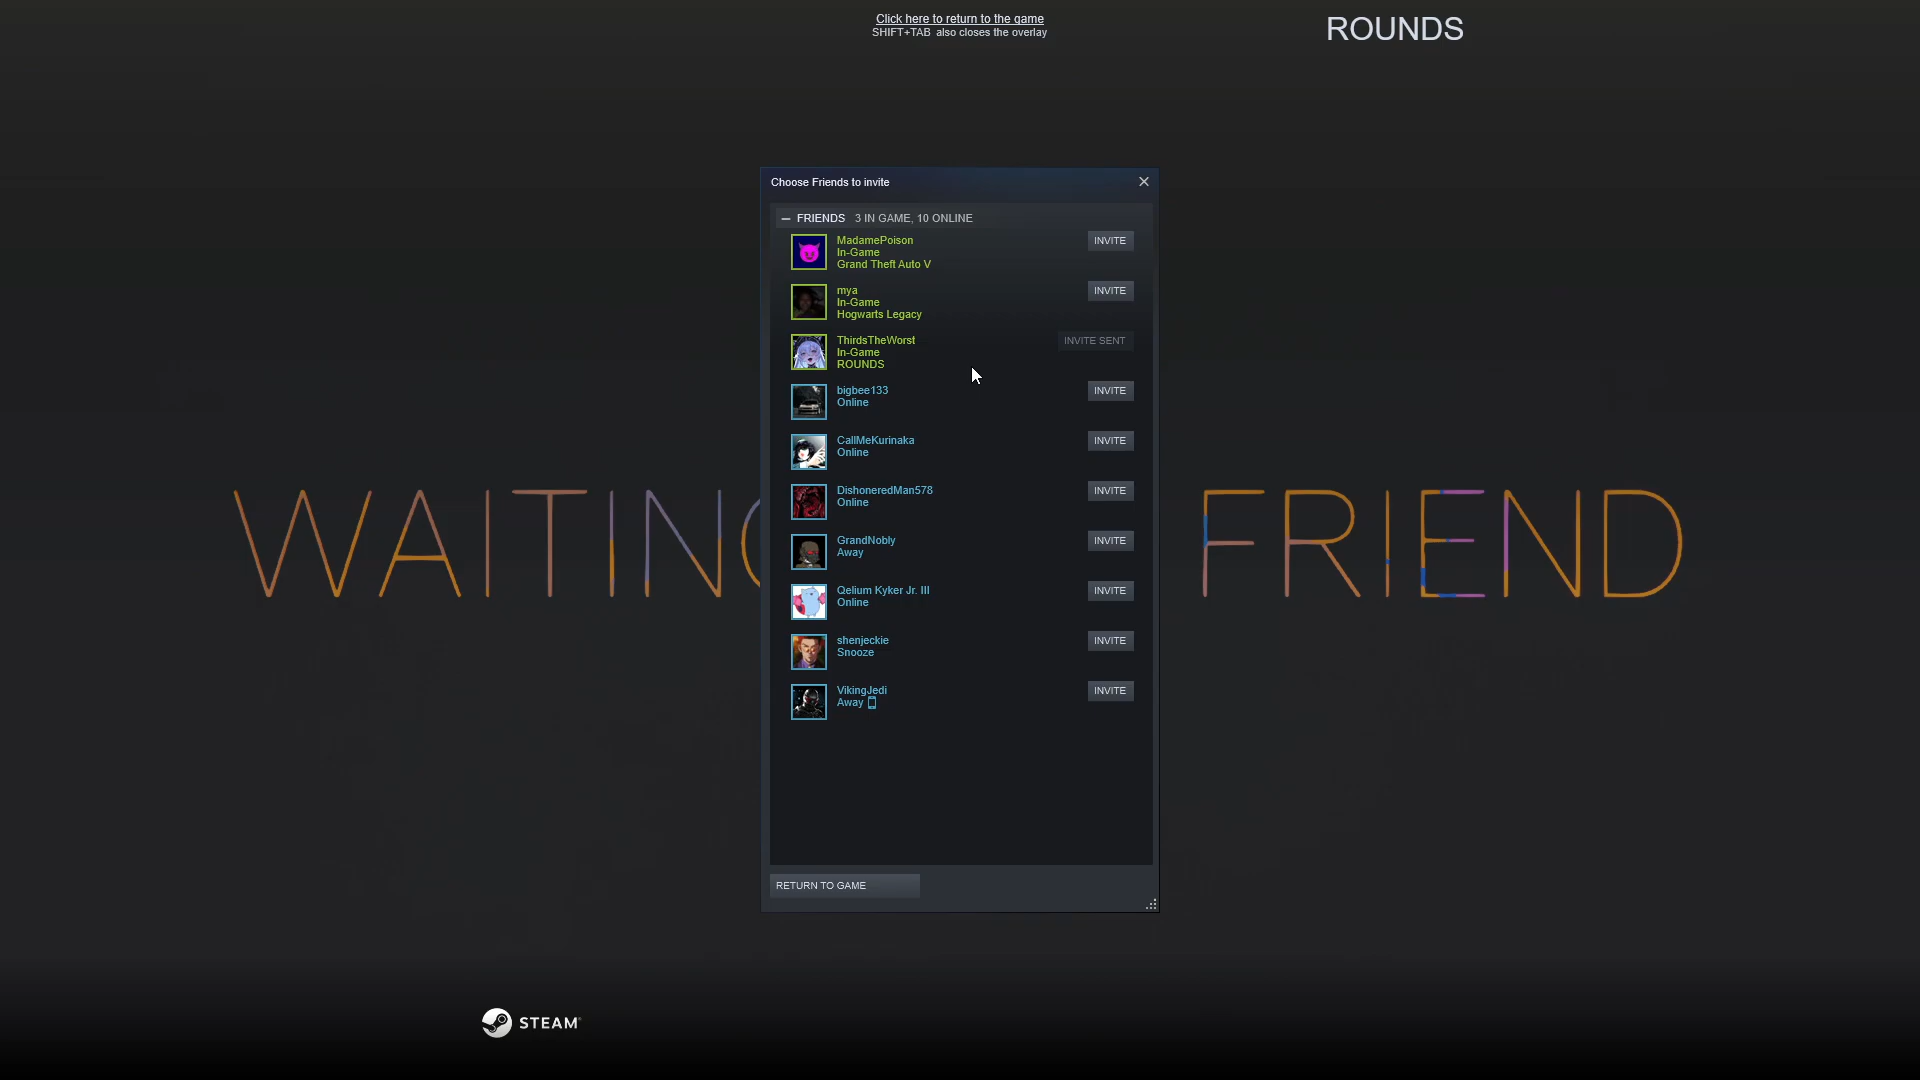 Click here to return to the game
SHIFT+TAB also closes the overlay
ROUNDS
Choose Friends to invite
FRIENDS 3 IN GAME, 10 ONLINE
MadamePoison
In-Game
Grand Theft Auto V
INVITE
mya
In-Game
Hogwarts Legacy
INVITE
ThirdsTheWorst
In-Game
ROUNDS
INVITE SENT
bigbee133
Online
INVITE
CallMeKurinaka
Online
INVITE
DishoneredMan578
Online
INVITE
GrandNobly
Away
INVITE
Qelium Kyker Jr. III
Online
INVITE
shenjeckie
Snooze
INVITE
VikingJedi
Away
INVITE
WAITING FRIEND
RETURN TO GAME
STEAM